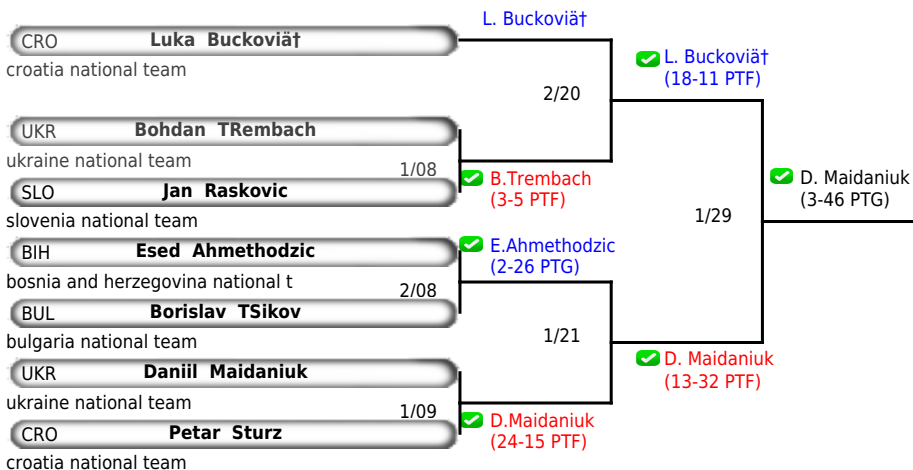 L. Buckoviä†
CRO Luka Buckoviä†
croatia national team
L. Buckoviä†
(18-11 PTF)
2/20
UKR Bohdan TRembach
ukraine national team
1/08
B.Trembach
(3-5 PTF)
SLO Jan Raskovic
slovenia national team
D. Maidaniuk
(3-46 PTG)
1/29
BIH Esed Ahmethodzic
bosnia and herzegovina national t
E.Ahmethodzic
(2-26 PTG)
2/08
BUL Borislav TSikov
bulgaria national team
1/21
UKR Daniil Maidaniuk
ukraine national team
D. Maidaniuk
(13-32 PTF)
1/09
D.Maidaniuk
(24-15 PTF)
CRO Petar Sturz
croatia national team